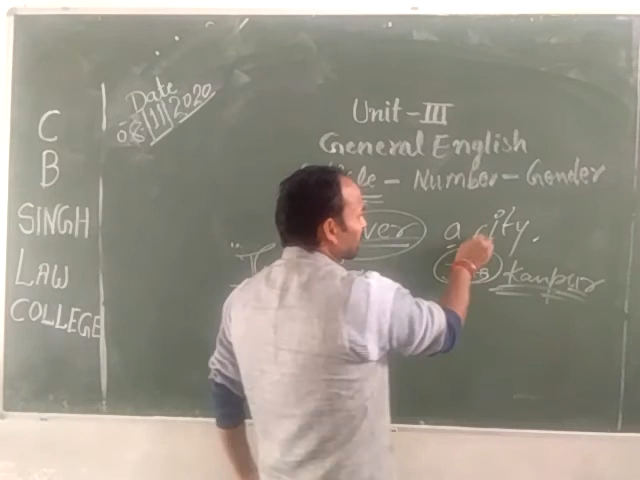 C
B
SINGH
LAW
COLLEGE
Date
08/11/2020
Unit-III
General English
- Number - Gender
a city.
Kanpur